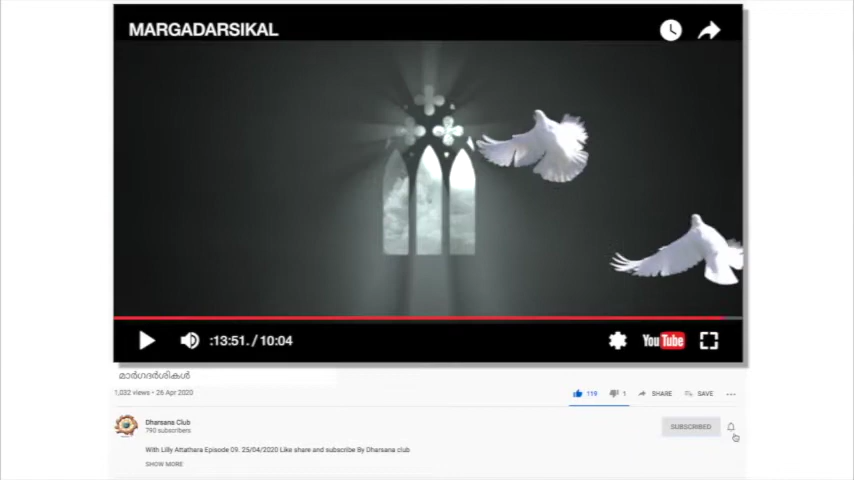 MARGADARSIKAL
:13:51. / 10:04
YouTube
മാർഗദർശികൾ
1,032 views • 26 Apr 2020
119 1 SHARE SAVE
Dharsana Club
790 subscribers
SUBSCRIBED
With Lilly Attathara Episode 09. 25/04/2020 Like share and subscribe By Dharsana club
SHOW MORE